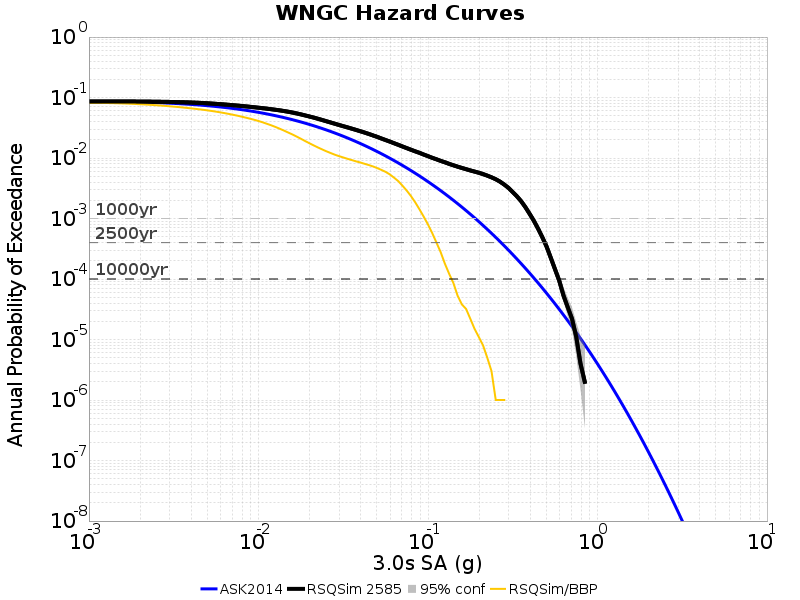 WNGC Hazard Curves
Annual Probability of Exceedance
10^0
10^-1
10^-2
10^-3
10^-4
10^-5
10^-6
10^-7
10^-8
1000yr
2500yr
10000yr
10^-3 10^-2 10^-1 10^0 10^1
3.0s SA (g)
ASK2014 RSQSim 2585 95% conf RSQSim/BBP